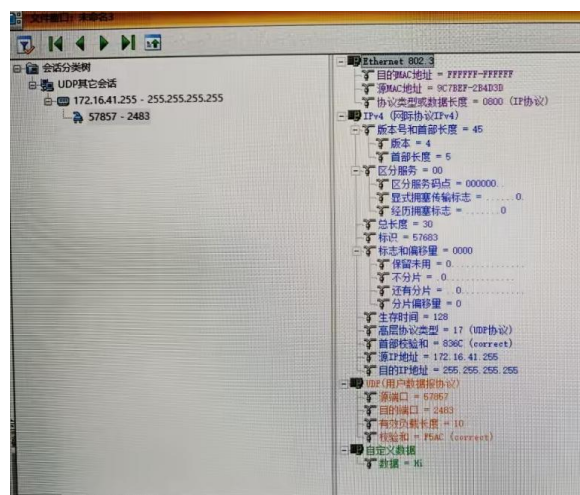 文件窗口: 未命名3
会话分类树
UDP其它会话
172.16.41.255 - 255.255.255.255
57857 - 2483
Ethernet 802.3
目的MAC地址 = FFFFFF-FFFFFF
源MAC地址 = 9C7BEF-2B4D3D
协议类型或数据长度 = 0800 (IP协议)
IPv4 (网际协议IPv4)
版本号和首部长度 = 45
版本 = 4
首部长度 = 5
区分服务 = 00
区分服务码点 = 000000..
显式拥塞传输标志 = ......0.
经历拥塞标志 = .......0
总长度 = 30
标识 = 57683
标志和偏移量 = 0000
保留未用 = 0...............
不分片 = .0..............
还有分片 = ..0.............
分片偏移量 = 0
生存时间 = 128
高层协议类型 = 17 (UDP协议)
首部校验和 = 836C (correct)
源IP地址 = 172.16.41.255
目的IP地址 = 255.255.255.255
UDP(用户数据报协议)
源端口 = 57857
目的端口 = 2483
有效负载长度 = 10
校验和 = F5AC (correct)
自定义数据
数据 = Hi